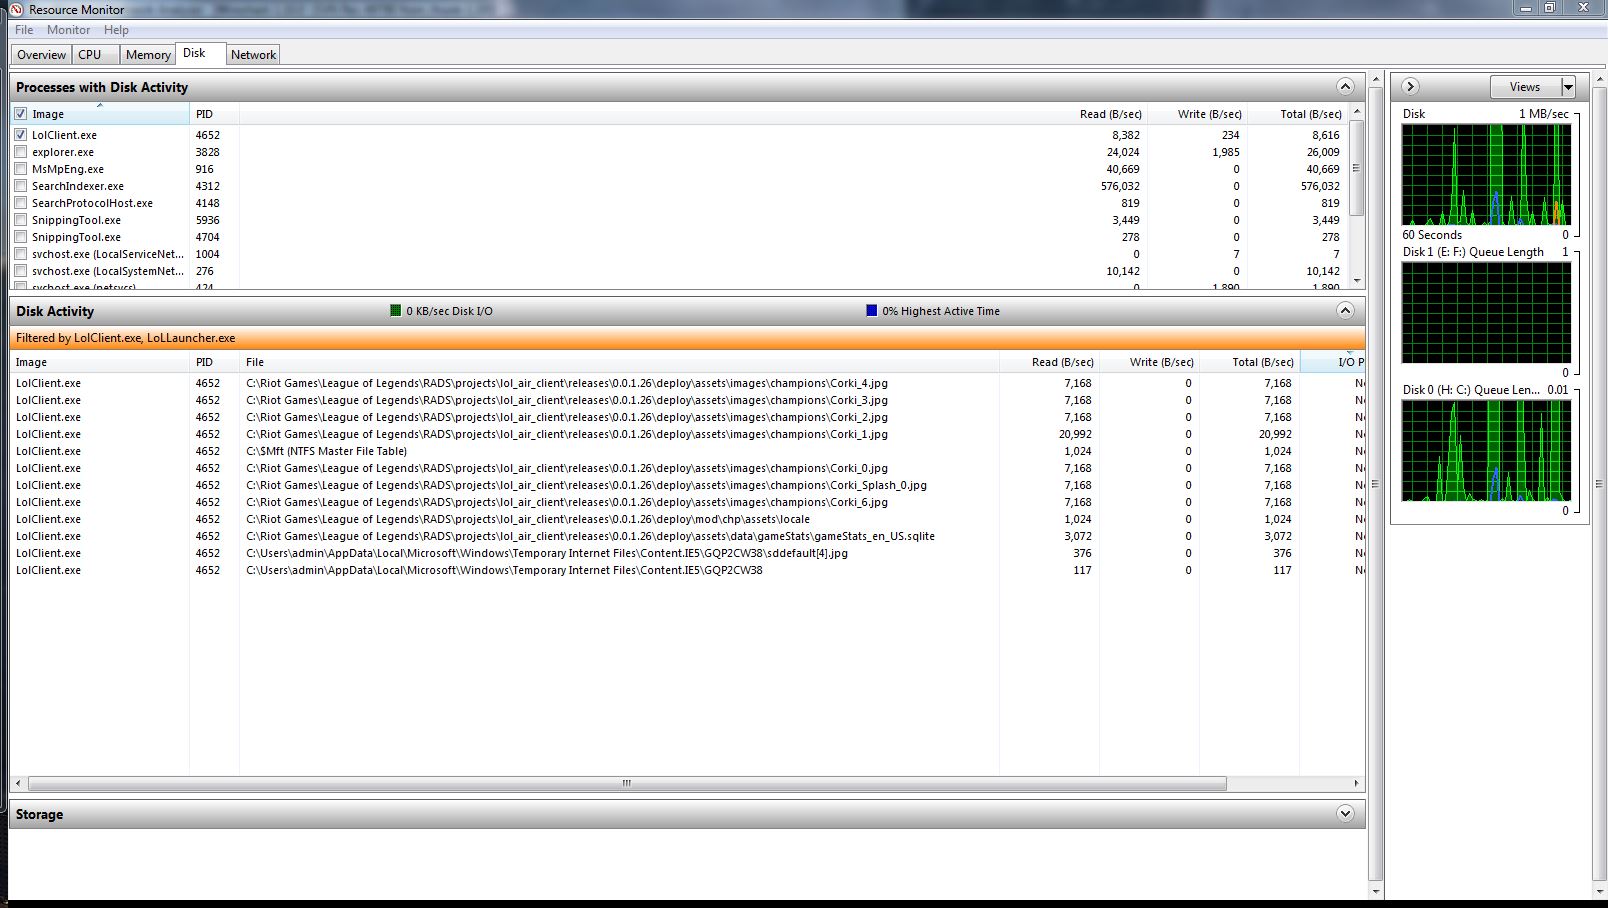 Resource Monitor
File Monitor Help
Overview CPU Memory Disk Network
Processes with Disk Activity
Image PID Read (B/sec) Write (B/sec) Total (B/sec)
LolClient.exe 4652 8,382 234 8,616
explorer.exe 3828 24,024 1,985 26,009
MsMpEng.exe 916 40,669 0 40,669
SearchIndexer.exe 4312 576,032 0 576,032
SearchProtocolHost.exe 4148 819 0 819
SnippingTool.exe 5936 3,449 0 3,449
SnippingTool.exe 4704 278 0 278
svchost.exe (LocalServiceNet... 1004 0 7 7
svchost.exe (LocalSystemNet... 276 10,142 0 10,142
svchost.exe (netsvcs) 424 0 1,890 1,890
Disk Activity 0 KB/sec Disk I/O 0% Highest Active Time
Filtered by LolClient.exe, LoLLauncher.exe
Image PID File Read (B/sec) Write (B/sec) Total (B/sec) I/O P
LolClient.exe 4652 C:\Riot Games\League of Legends\RADS\projects\lol_air_client\releases\0.0.1.26\deploy\assets\images\champions\Corki_4.jpg 7,168 0 7,168 No
LolClient.exe 4652 C:\Riot Games\League of Legends\RADS\projects\lol_air_client\releases\0.0.1.26\deploy\assets\images\champions\Corki_3.jpg 7,168 0 7,168 No
LolClient.exe 4652 C:\Riot Games\League of Legends\RADS\projects\lol_air_client\releases\0.0.1.26\deploy\assets\images\champions\Corki_2.jpg 7,168 0 7,168 No
LolClient.exe 4652 C:\Riot Games\League of Legends\RADS\projects\lol_air_client\releases\0.0.1.26\deploy\assets\images\champions\Corki_1.jpg 20,992 0 20,992 No
LolClient.exe 4652 C:\$Mft (NTFS Master File Table) 1,024 0 1,024 No
LolClient.exe 4652 C:\Riot Games\League of Legends\RADS\projects\lol_air_client\releases\0.0.1.26\deploy\assets\images\champions\Corki_0.jpg 7,168 0 7,168 No
LolClient.exe 4652 C:\Riot Games\League of Legends\RADS\projects\lol_air_client\releases\0.0.1.26\deploy\assets\images\champions\Corki_Splash_0.jpg 7,168 0 7,168 No
LolClient.exe 4652 C:\Riot Games\League of Legends\RADS\projects\lol_air_client\releases\0.0.1.26\deploy\assets\images\champions\Corki_6.jpg 7,168 0 7,168 No
LolClient.exe 4652 C:\Riot Games\League of Legends\RADS\projects\lol_air_client\releases\0.0.1.26\deploy\mod\chp\assets\locale 1,024 0 1,024 No
LolClient.exe 4652 C:\Riot Games\League of Legends\RADS\projects\lol_air_client\releases\0.0.1.26\deploy\assets\data\gameStats\gameStats_en_US.sqlite 3,072 0 3,072 No
LolClient.exe 4652 C:\Users\admin\AppData\Local\Microsoft\Windows\Temporary Internet Files\Content.IE5\GQP2CW38\sddefault[4].jpg 376 0 376 No
LolClient.exe 4652 C:\Users\admin\AppData\Local\Microsoft\Windows\Temporary Internet Files\Content.IE5\GQP2CW38 117 0 117 No
Storage
Views
Disk 1 MB/sec
60 Seconds 0
Disk 1 (E: F:) Queue Length 1
0
Disk 0 (H: C:) Queue Len... 0.01
0